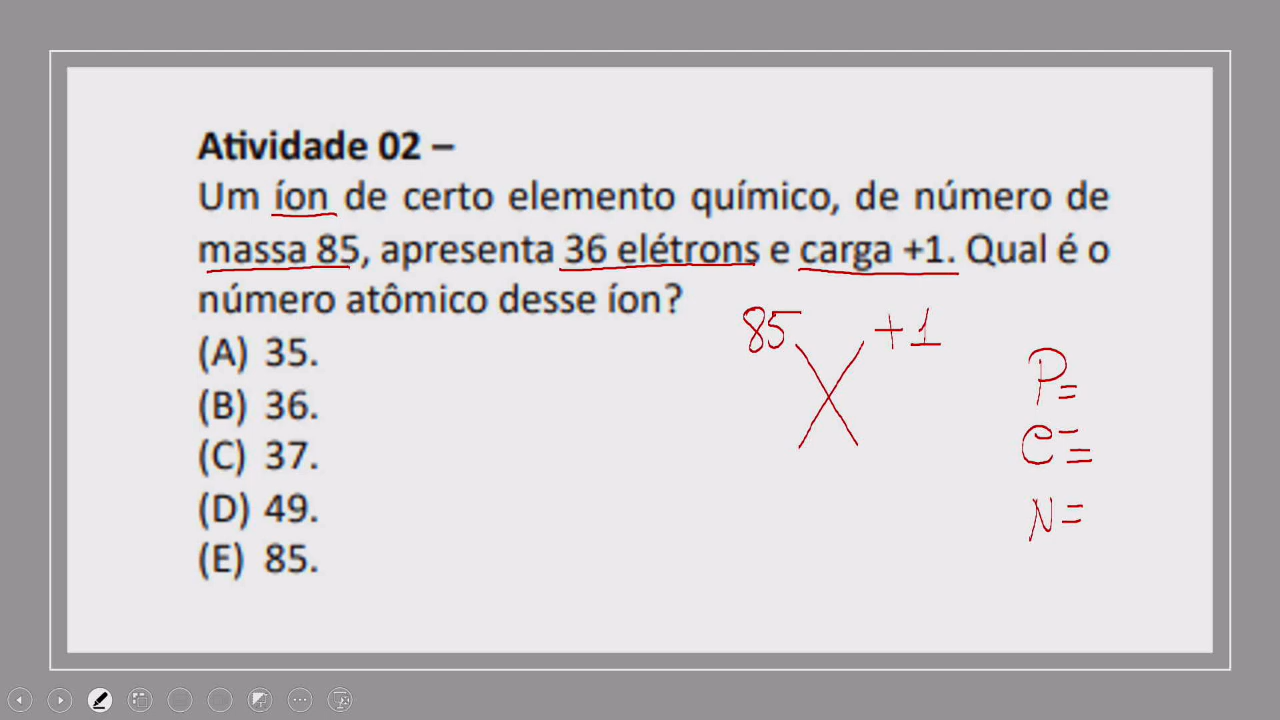 Atividade 02 –
Um íon de certo elemento químico, de número de
massa 85, apresenta 36 elétrons e carga +1. Qual é o
número atômico desse íon?
(A) 35.
(B) 36.
(C) 37.
(D) 49.
(E) 85.
85 X +1
P=
e⁻=
N=